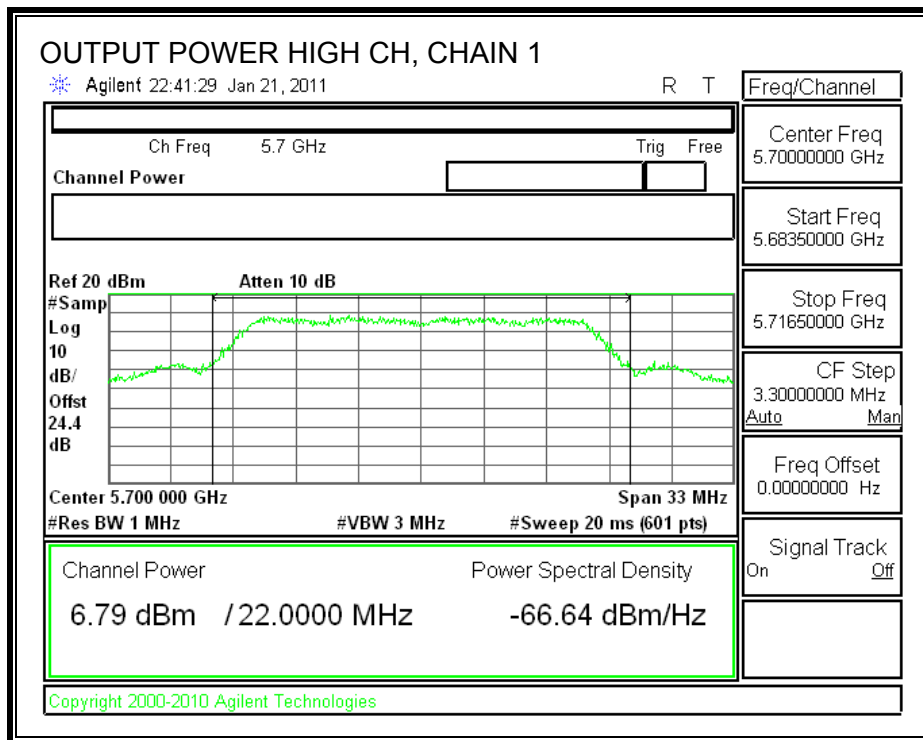 OUTPUT POWER HIGH CH, CHAIN 1
Agilent 22:41:29 Jan 21, 2011 R T
Freq/Channel
Ch Freq 5.7 GHz Trig Free
Channel Power
Center Freq
5.70000000 GHz
Start Freq
5.68350000 GHz
Stop Freq
5.71650000 GHz
CF Step
3.30000000 MHz
Auto Man
Freq Offset
0.00000000 Hz
Signal Track
On Off
Ref 20 dBm Atten 10 dB
#Samp
Log
10
dB/
Offst
24.4
dB
Center 5.700 000 GHz Span 33 MHz
#Res BW 1 MHz #VBW 3 MHz #Sweep 20 ms (601 pts)
Channel Power Power Spectral Density
6.79 dBm / 22.0000 MHz -66.64 dBm/Hz
Copyright 2000-2010 Agilent Technologies